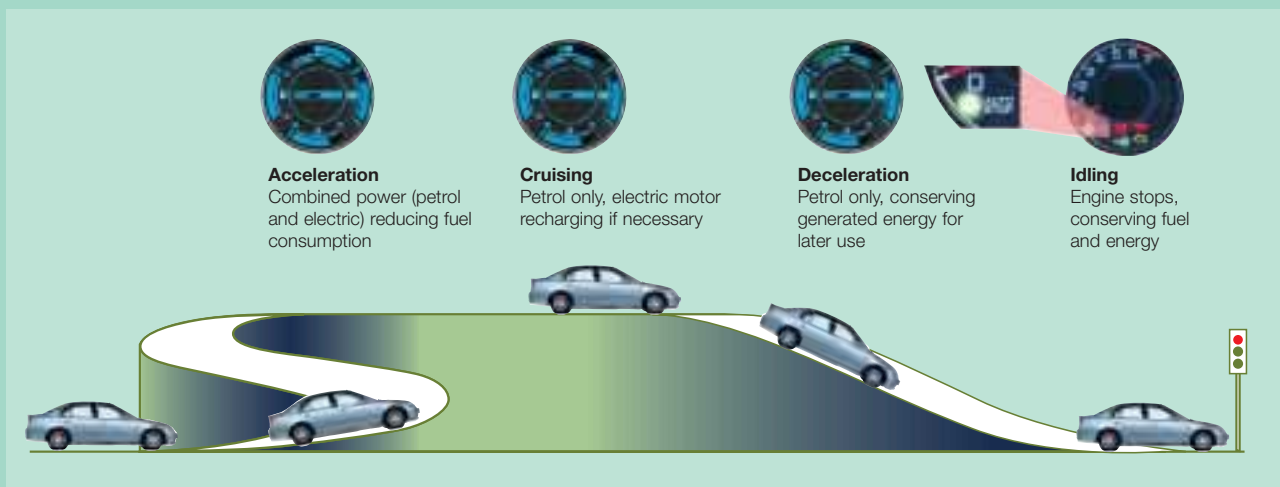 Acceleration
Combined power (petrol
and electric) reducing fuel
consumption
Cruising
Petrol only, electric motor
recharging if necessary
Deceleration
Petrol only, conserving
generated energy for
later use
Idling
Engine stops,
conserving fuel
and energy